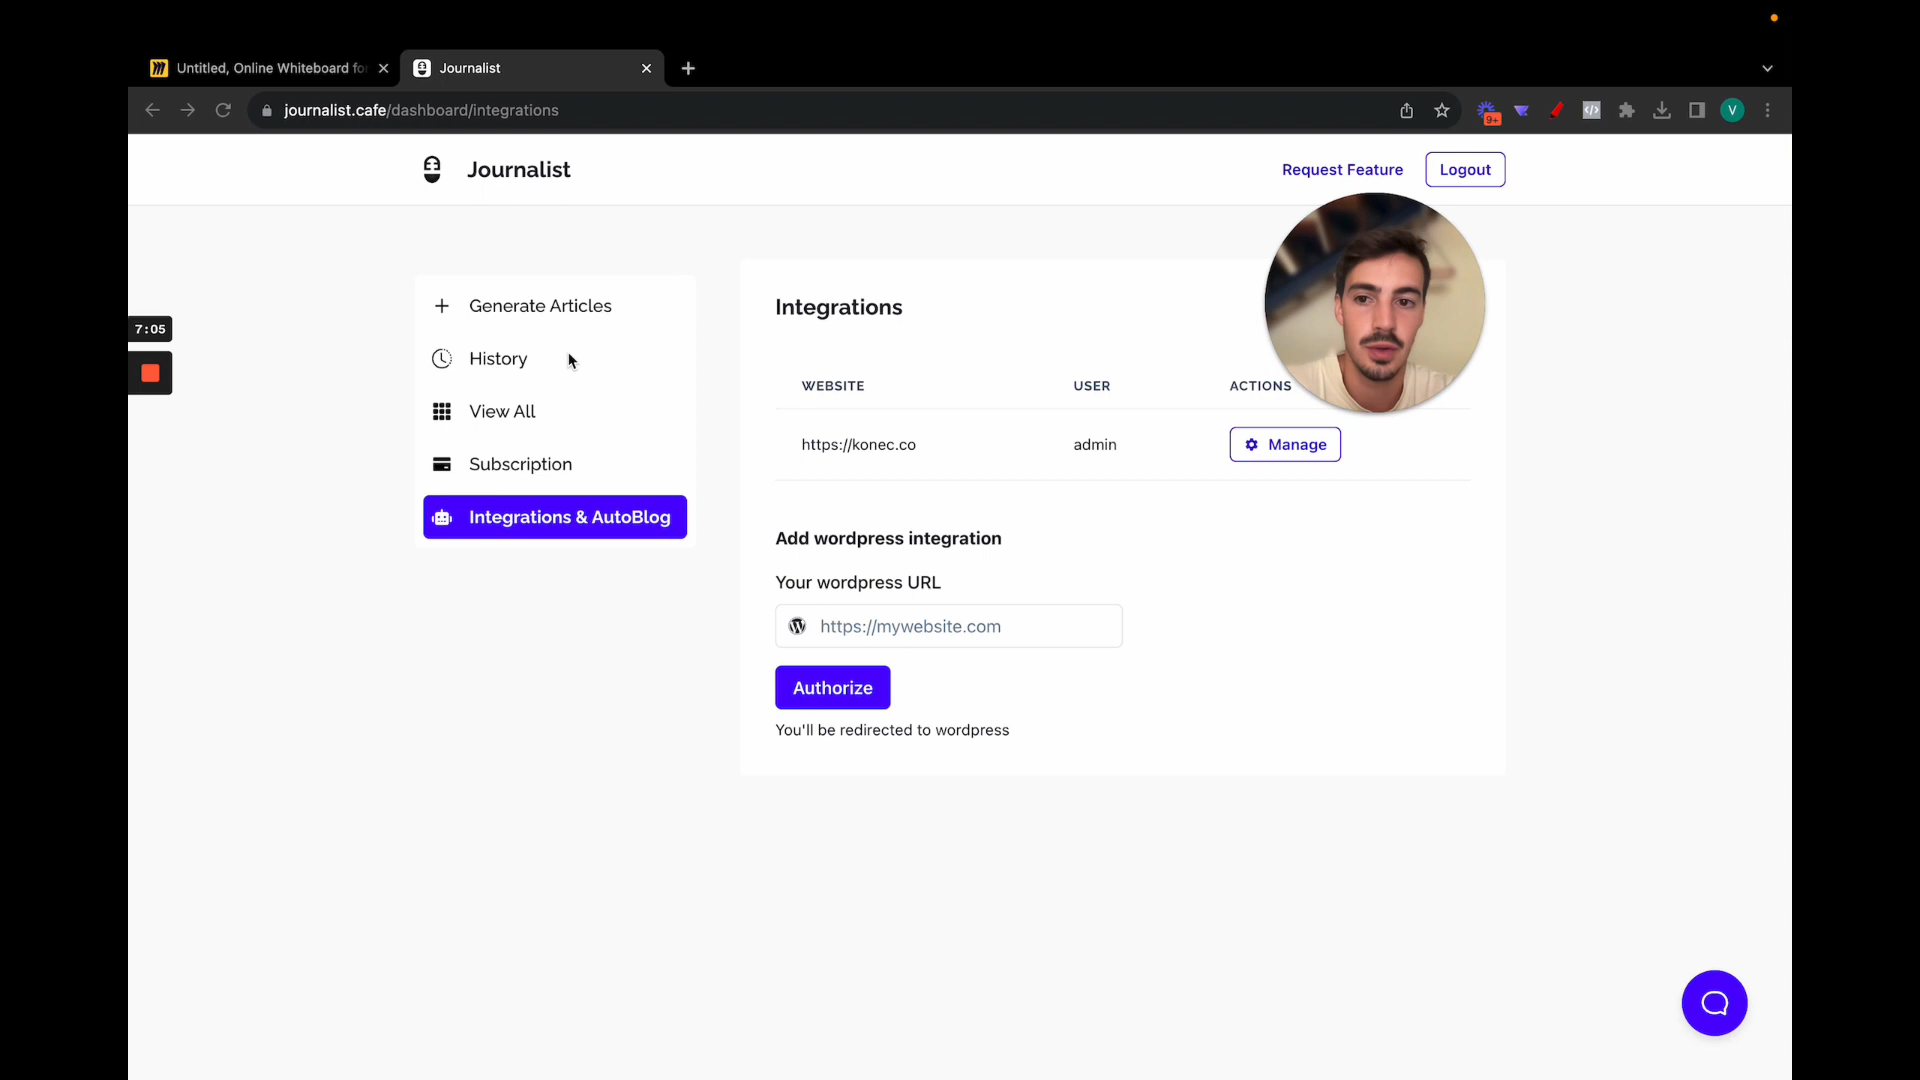 Untitled, Online Whiteboard fo
Journalist
journalist.cafe/dashboard/integrations
9+
V
Journalist
Request Feature
Logout
7:05
Generate Articles
History
View All
Subscription
Integrations & AutoBlog
Integrations
WEBSITE USER ACTIONS
https://konec.co admin Manage
Add wordpress integration
Your wordpress URL
https://mywebsite.com
Authorize
You'll be redirected to wordpress